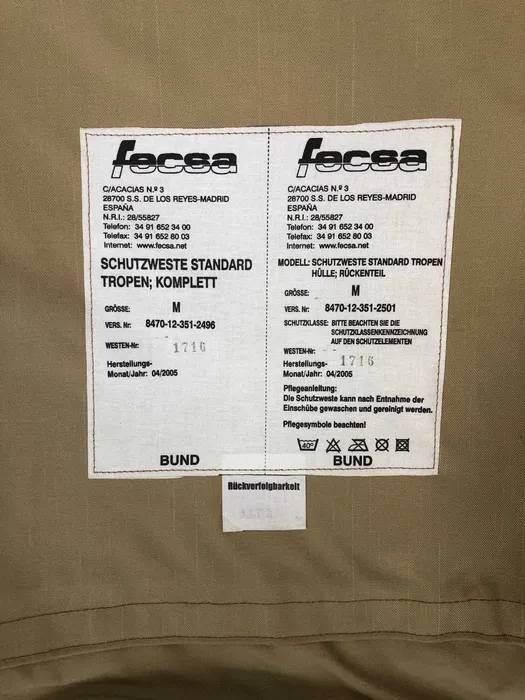 fecsa
C/ACACIAS N.º 3
28700 S.S. DE LOS REYES-MADRID
ESPAÑA
N.R.I.: 28/55827
Telefon: 34 91 652 34 00
Telefax: 34 91 652 80 03
Internet: www.fecsa.net
SCHUTZWESTE STANDARD
TROPEN; KOMPLETT
GRÖSSE: M
VERS. Nr: 8470-12-351-2496
WESTEN-Nr: 1716
Herstellungs-
Monat/Jahr: 04/2005
BUND
fecsa
C/ACACIAS N.º 3
28700 S.S. DE LOS REYES-MADRID
ESPAÑA
N.R.I.: 28/55827
Telefon: 34 91 652 34 00
Telefax: 34 91 652 80 03
Internet: www.fecsa.net
MODELL: SCHUTZWESTE STANDARD TROPEN
HÜLLE; RÜCKENTEIL
GRÖSSE: M
VERS. Nr: 8470-12-351-2501
SCHUTZKLASSE: BITTE BEACHTEN SIE DIE
SCHUTZKLASSENKENNZEICHNUNG
AUF DEN SCHUTZELEMENTEN
WESTEN-Nr: 1716
Herstellungs-
Monat/Jahr: 04/2005
Pflegeanleitung:
Die Schutzweste kann nach Entnahme der
Einschübe gewaschen und gereinigt werden.
Pflegesymbole beachten!
40°
BUND
Rückverfolgbarkeit